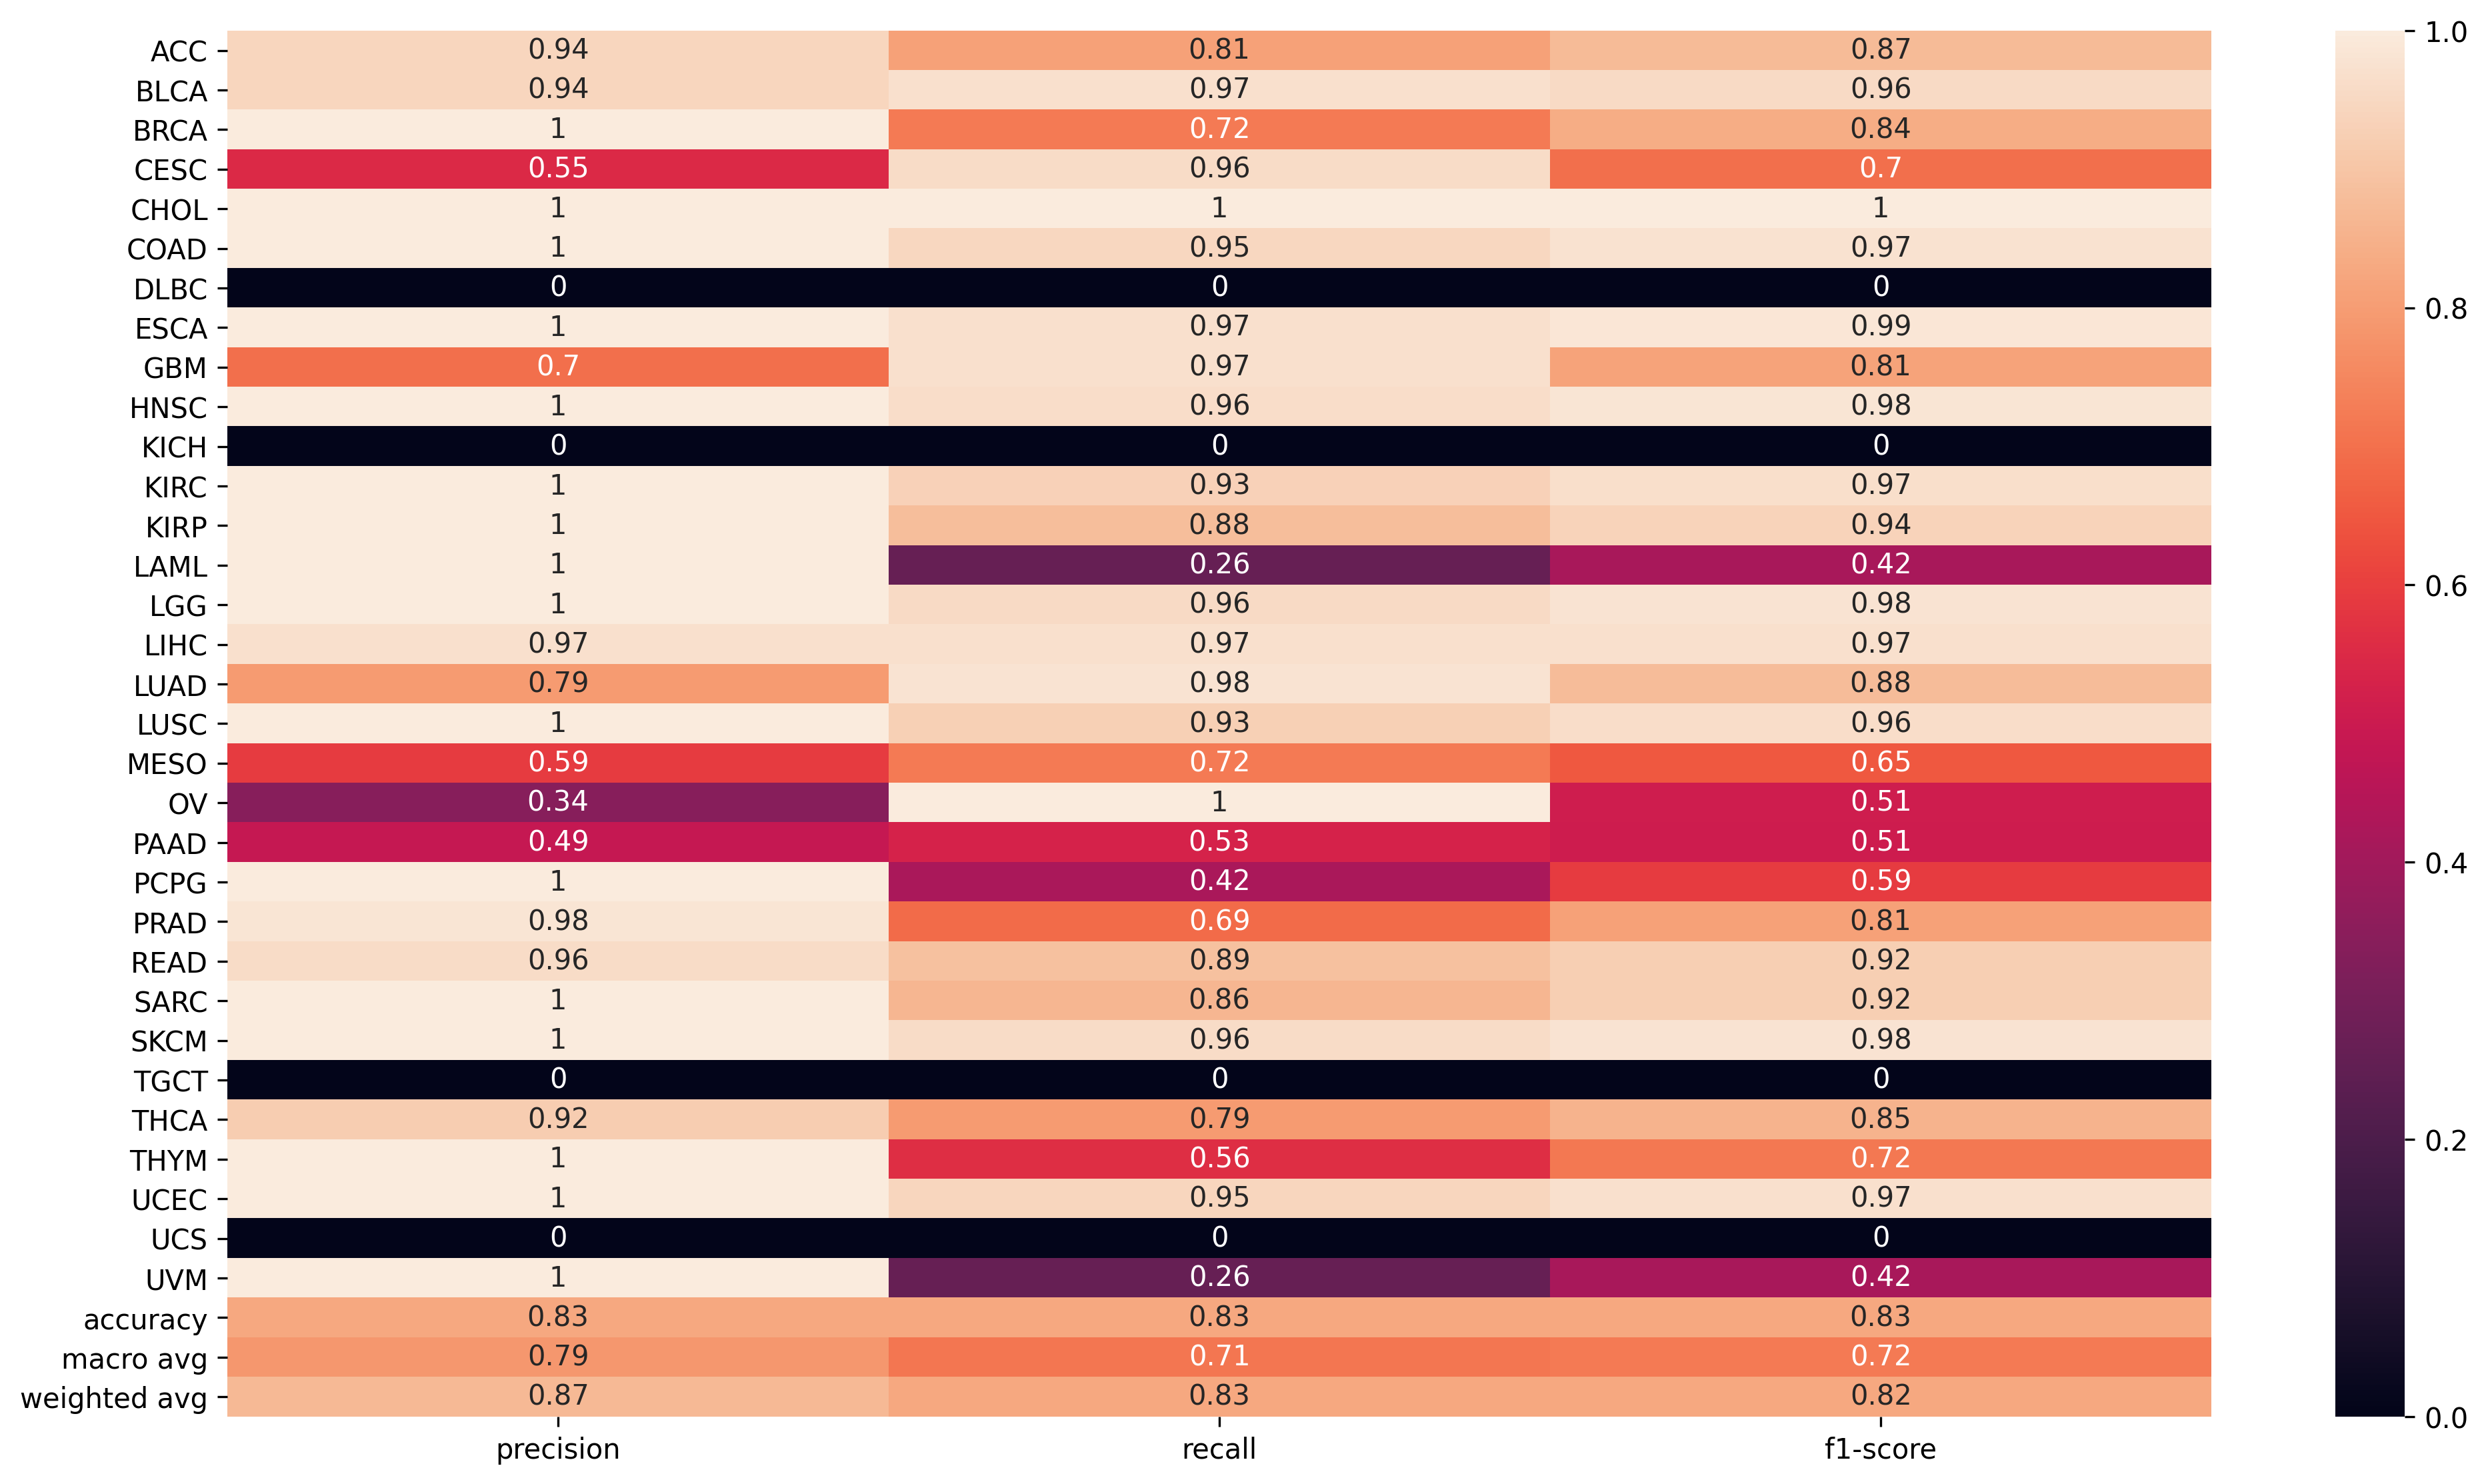 ACC 0.94 0.81 0.87 1.0
BLCA 0.94 0.97 0.96
BRCA 1 0.72 0.84
CESC 0.55 0.96 0.7
CHOL 1 1 1
COAD 1 0.95 0.97
DLBC 0 0 0
ESCA 1 0.97 0.99 0.8
GBM 0.7 0.97 0.81
HNSC 1 0.96 0.98
KICH 0 0 0
KIRC 1 0.93 0.97
KIRP 1 0.88 0.94
LAML 1 0.26 0.42 0.6
LGG 1 0.96 0.98
LIHC 0.97 0.97 0.97
LUAD 0.79 0.98 0.88
LUSC 1 0.93 0.96
MESO 0.59 0.72 0.65
OV 0.34 1 0.51
PAAD 0.49 0.53 0.51 0.4
PCPG 1 0.42 0.59
PRAD 0.98 0.69 0.81
READ 0.96 0.89 0.92
SARC 1 0.86 0.92
SKCM 1 0.96 0.98
TGCT 0 0 0
THCA 0.92 0.79 0.85 0.2
THYM 1 0.56 0.72
UCEC 1 0.95 0.97
UCS 0 0 0
UVM 1 0.26 0.42
accuracy 0.83 0.83 0.83
macro avg 0.79 0.71 0.72
weighted avg 0.87 0.83 0.82 0.0
precision recall f1-score